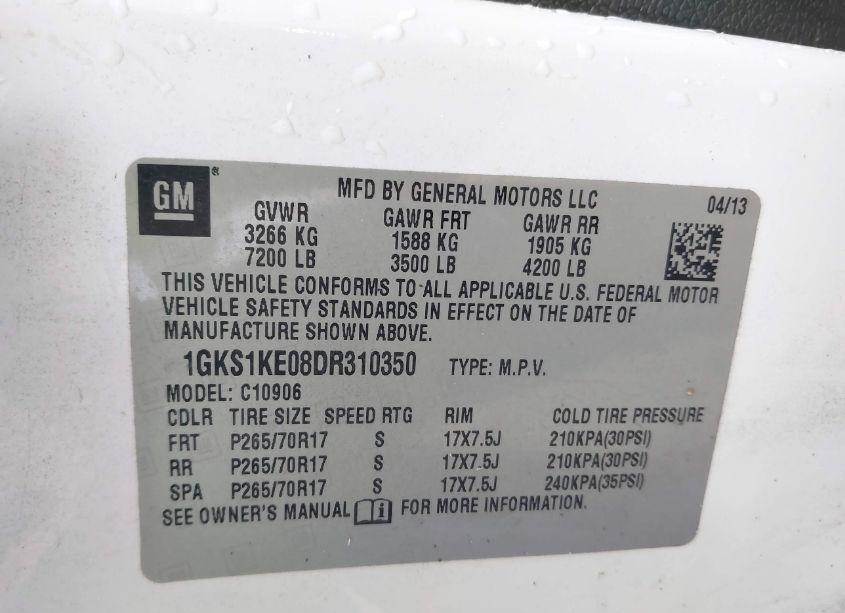 GM®
MFD BY GENERAL MOTORS LLC 04/13
GVWR GAWR FRT GAWR RR
3266 KG 1588 KG 1905 KG
7200 LB 3500 LB 4200 LB
THIS VEHICLE CONFORMS TO ALL APPLICABLE U.S. FEDERAL MOTOR
VEHICLE SAFETY STANDARDS IN EFFECT ON THE DATE OF
MANUFACTURE SHOWN ABOVE.
1GKS1KE08DR310350 TYPE: M.P.V.
MODEL: C10906
CDLR TIRE SIZE SPEED RTG RIM COLD TIRE PRESSURE
FRT P265/70R17 S 17X7.5J 210KPA(30PSI)
RR P265/70R17 S 17X7.5J 210KPA(30PSI)
SPA P265/70R17 S 17X7.5J 240KPA(35PSI)
SEE OWNER'S MANUAL i FOR MORE INFORMATION.